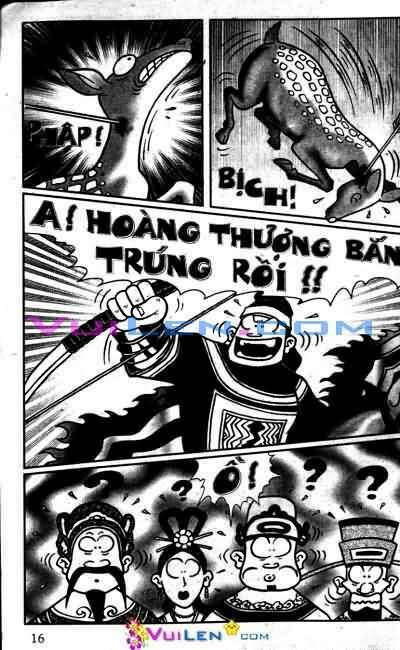 PHẬP!
BỊCH!
A! HOÀNG THƯỢNG BẮN
TRÚNG RỒI!!
VUILEN.COM
? ? Ồ! ? ?
16
VUILEN.COM